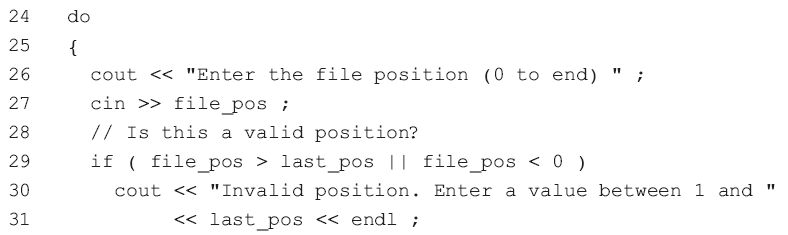 24 do
25 {
26 cout << "Enter the file position (0 to end) " ;
27 cin >> file_pos ;
28 // Is this a valid position?
29 if ( file_pos > last_pos || file_pos < 0 )
30 cout << "Invalid position. Enter a value between 1 and "
31 << last_pos << endl ;